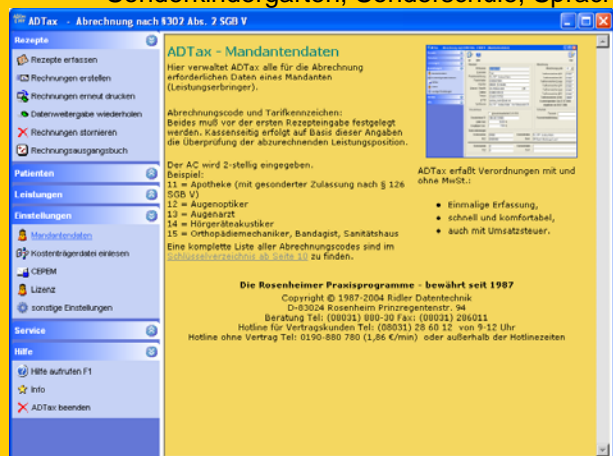 Sonderkindergarten, Sonderschule, Sprach
ADTax - Abrechnung nach §302 Abs. 2 SGB V
Rezepte
Rezepte erfassen
Rechnungen erstellen
Rechnungen erneut drucken
Datenweitergabe wiederholen
Rechnungen stornieren
Rechnungsausgangsbuch
Patienten
Leistungen
Einstellungen
Mandantendaten
Kostenträgerdatei einlesen
CEPEM
Lizenz
sonstige Einstellungen
Service
Hilfe
Hilfe aufrufen F1
Info
ADTax beenden
ADTax - Mandantendaten
Hier verwaltet ADTax alle für die Abrechnung
erforderlichen Daten eines Mandanten
(Leistungserbringer).
Abrechnungscode und Tarifkennzeichen:
Beides muß vor der ersten Rezepteingabe festgelegt
werden. Kassenseitig erfolgt auf Basis dieser Angaben
die Überprüfung der abzurechnenden Leistungsposition.
Der AC wird 2-stellig eingegeben.
Beispiel:
11 = Apotheke (mit gesonderter Zulassung nach § 126
SGB V)
12 = Augenoptiker
13 = Augenarzt
14 = Hörgeräteakustiker
15 = Orthopädiemechaniker, Bandagist, Sanitätshaus
Eine komplette Liste aller Abrechnungscodes sind im
Schlüsselverzeichnis ab Seite 10 zu finden.
ADTax erfaßt Verordnungen mit und
ohne MwSt.:
• Einmalige Erfassung,
• schnell und komfortabel,
• auch mit Umsatzsteuer.
Die Rosenheimer Praxisprogramme - bewährt seit 1987
Copyright © 1987-2004 Ridler Datentechnik
D-83024 Rosenheim Prinzregentenstr. 94
Beratung Tel: (08031) 880-30 Fax: (08031) 286011
Hotline für Vertragskunden Tel: (08031) 28 60 12 von 9-12 Uhr
Hotline ohne Vertrag Tel: 0190-880 780 (1,86 €/min) oder außerhalb der Hotlinezeiten